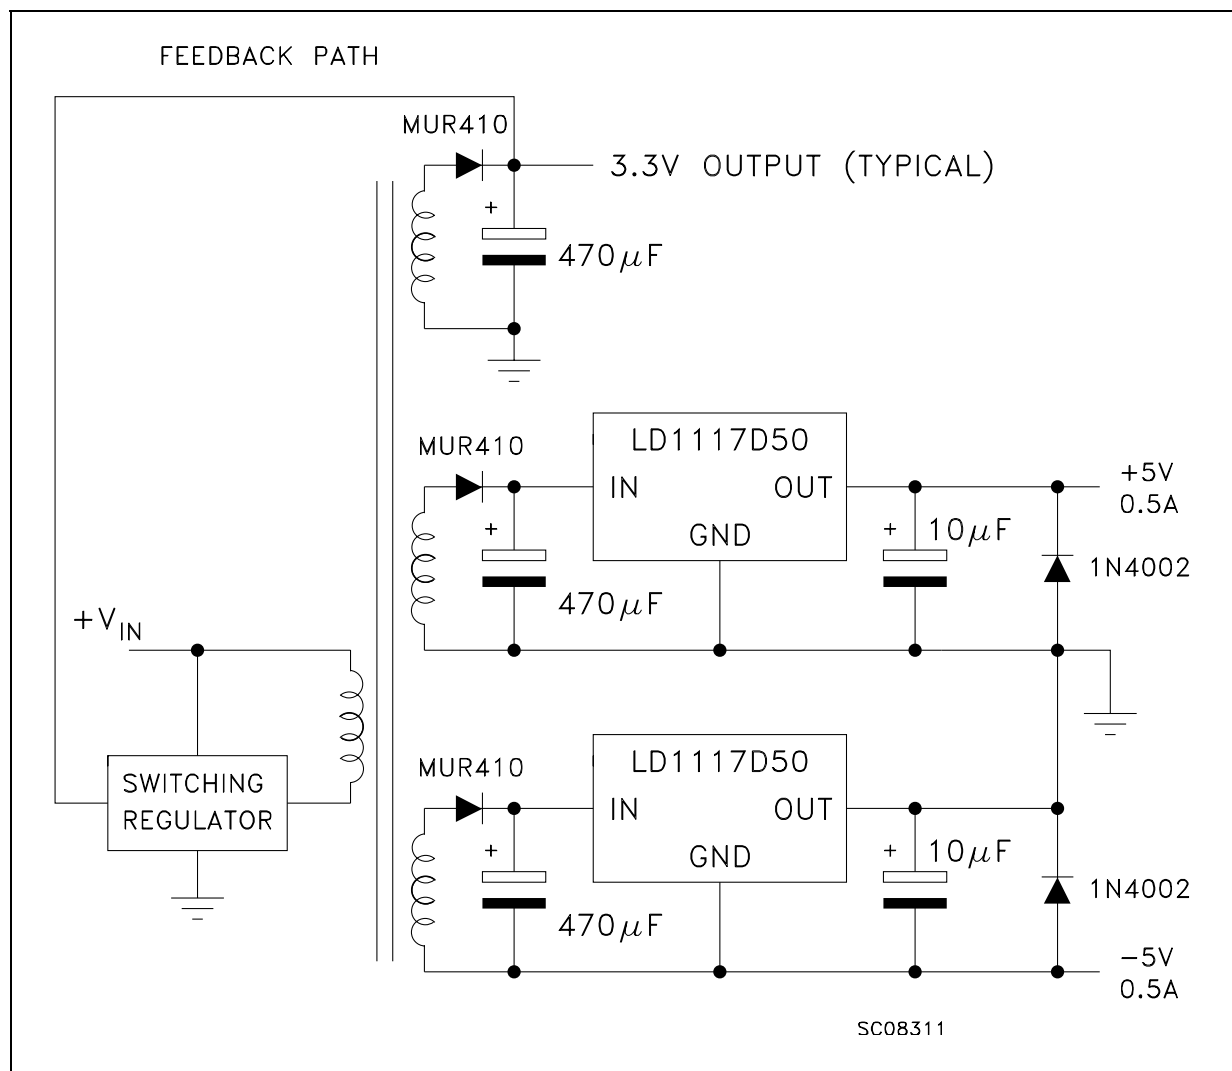 FEEDBACK PATH
MUR410
3.3V OUTPUT (TYPICAL)
+
470μF
MUR410
LD1117D50
IN
OUT
GND
+
470μF
+
10μF
+5V
0.5A
1N4002
+VIN
SWITCHING
REGULATOR
MUR410
LD1117D50
IN
OUT
GND
+
470μF
+
10μF
1N4002
-5V
0.5A
SC08311